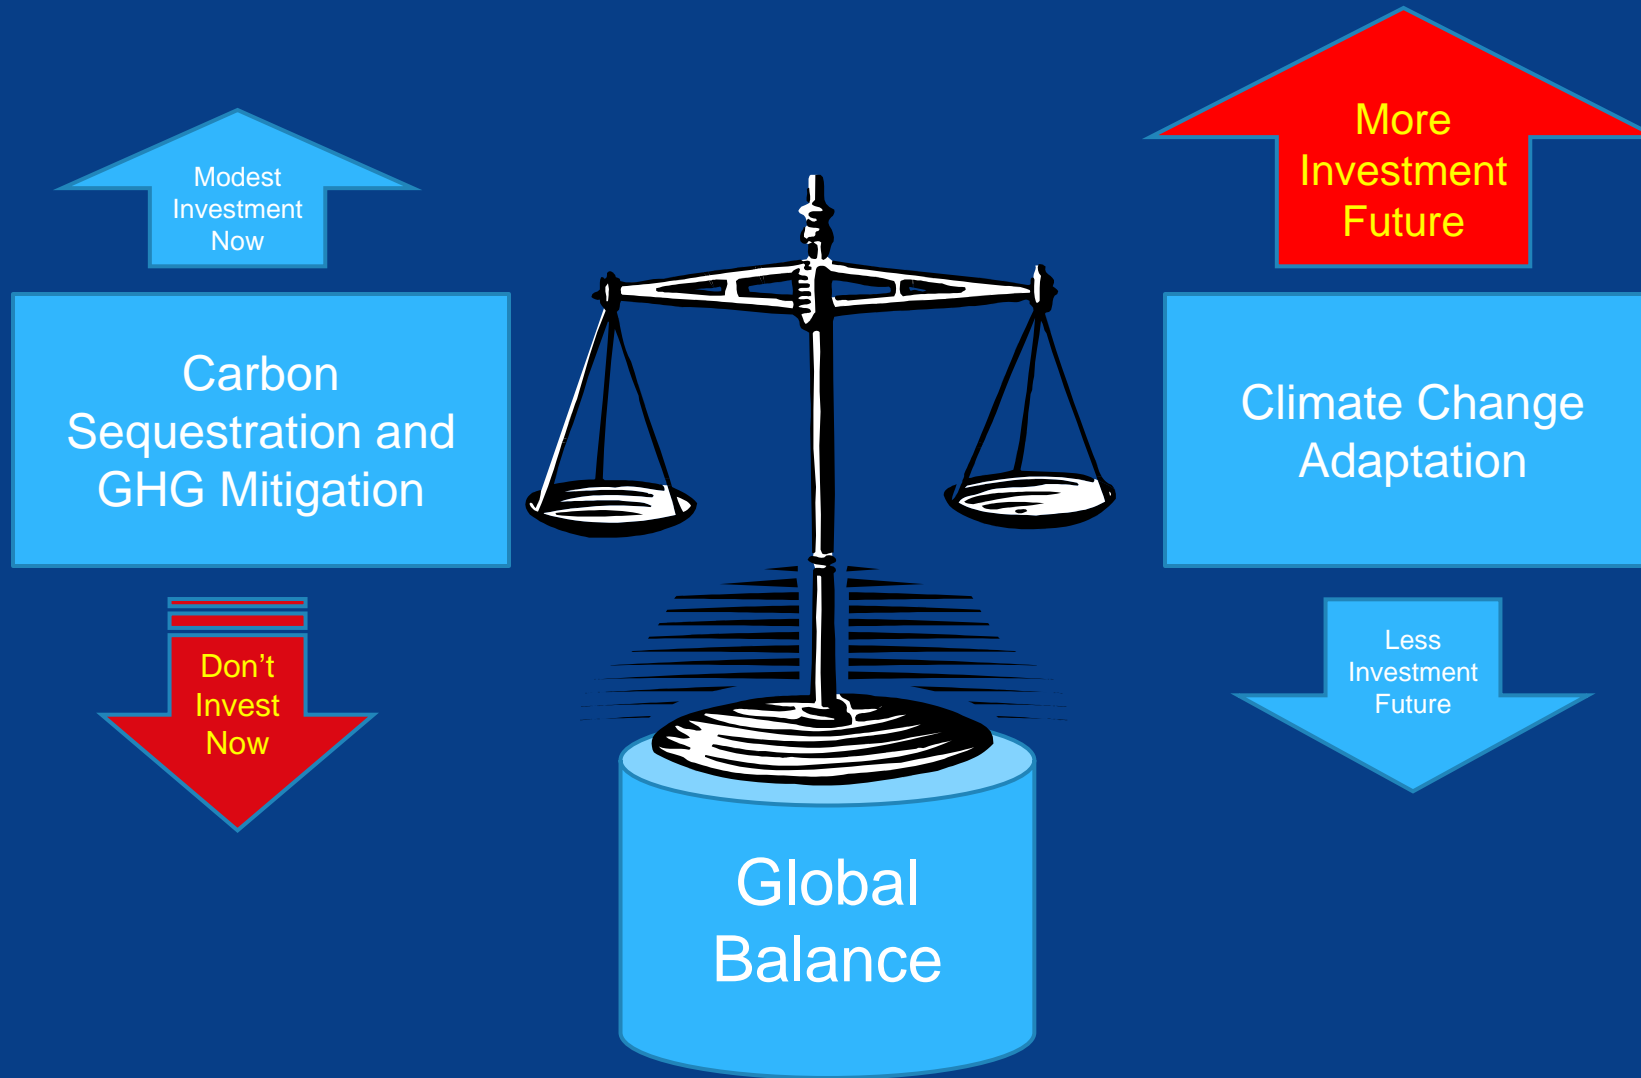 Modest
Investment
Now
More
Investment
Future
Carbon
Sequestration and
GHG Mitigation
Climate Change
Adaptation
Don’t
Invest
Now
Less
Investment
Future
Global
Balance